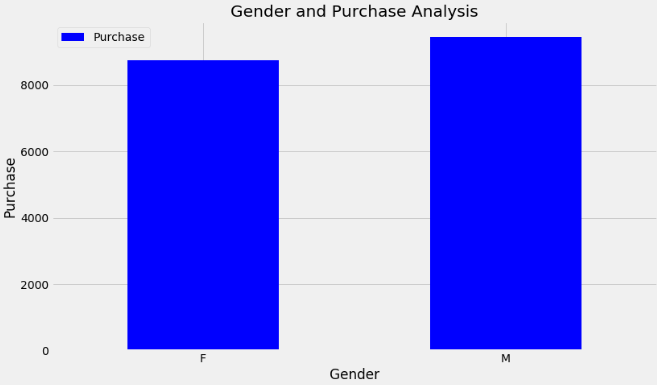 Gender and Purchase Analysis
Purchase
8000
6000
4000
2000
0
Purchase
F
M
Gender